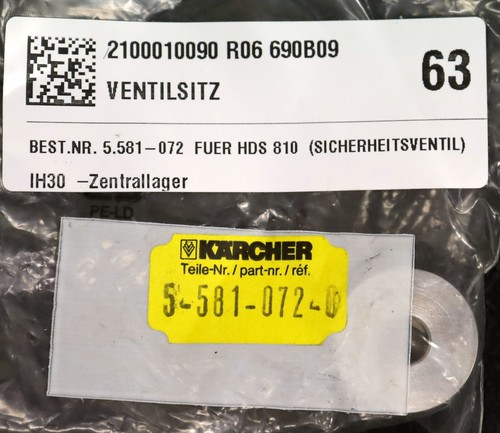 2100010090 R06 690B09
63
VENTILSITZ
BEST.NR. 5.581-072 FUER HDS 810 (SICHERHEITSVENTIL)
IH30 -Zentrallager
PE-LD
KÄRCHER
Teile-Nr./part-nr./réf.
5-581-072-0